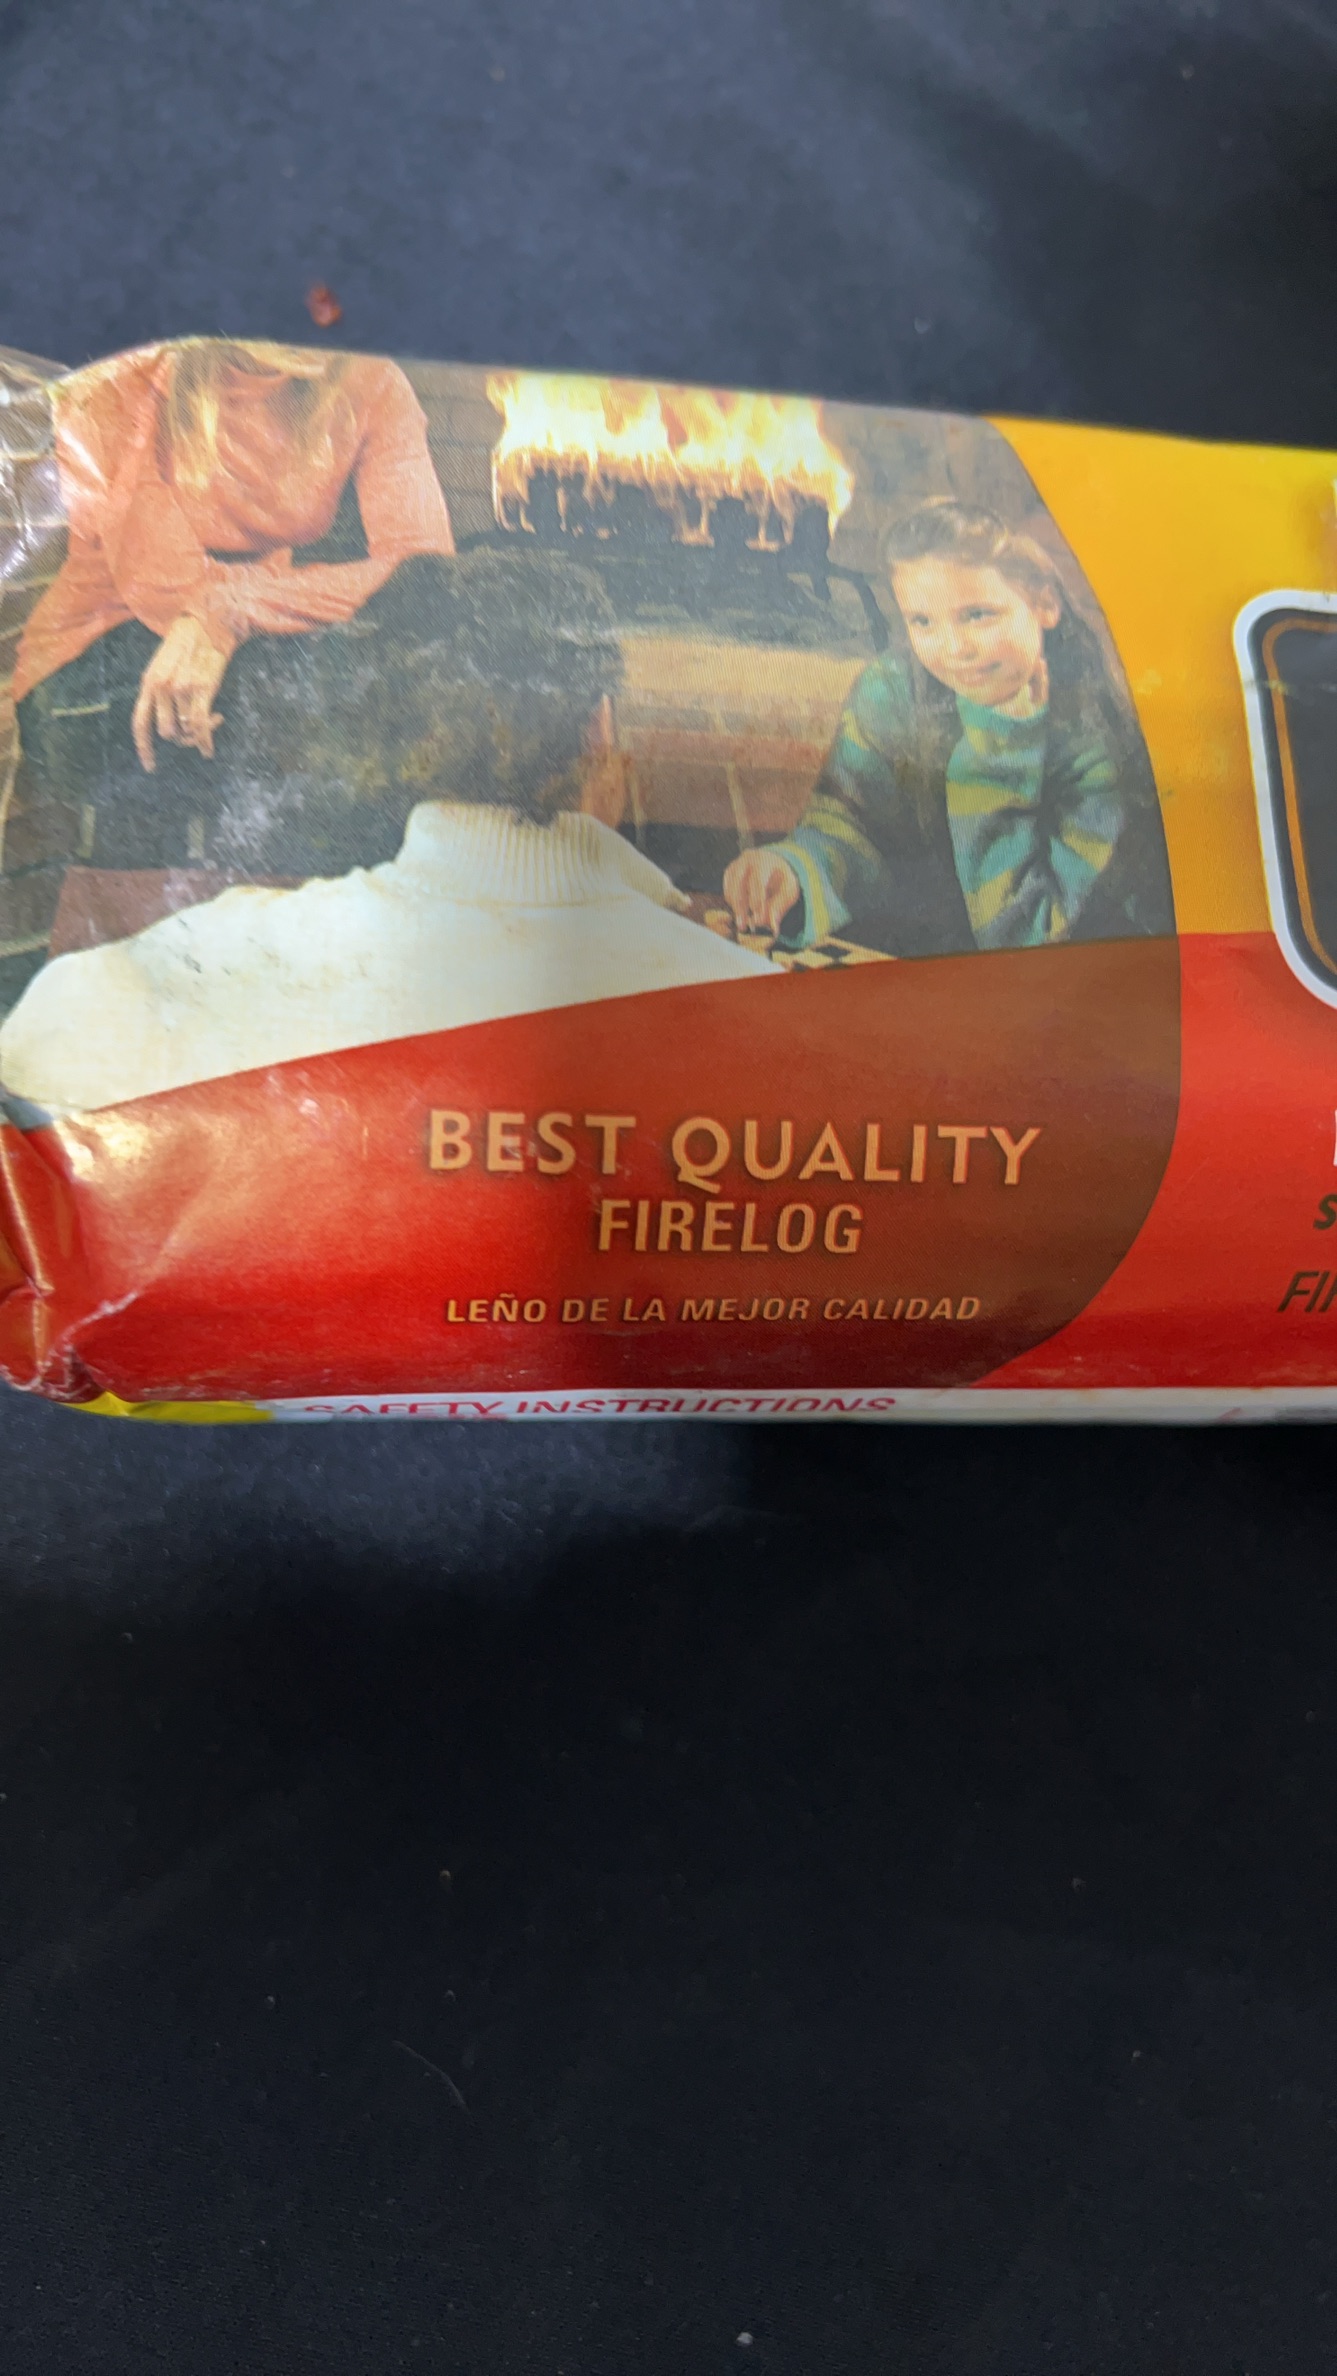 BEST QUALITY
FIRELOG
LEÑO DE LA MEJOR CALIDAD
SAFETY INSTRUCTIONS